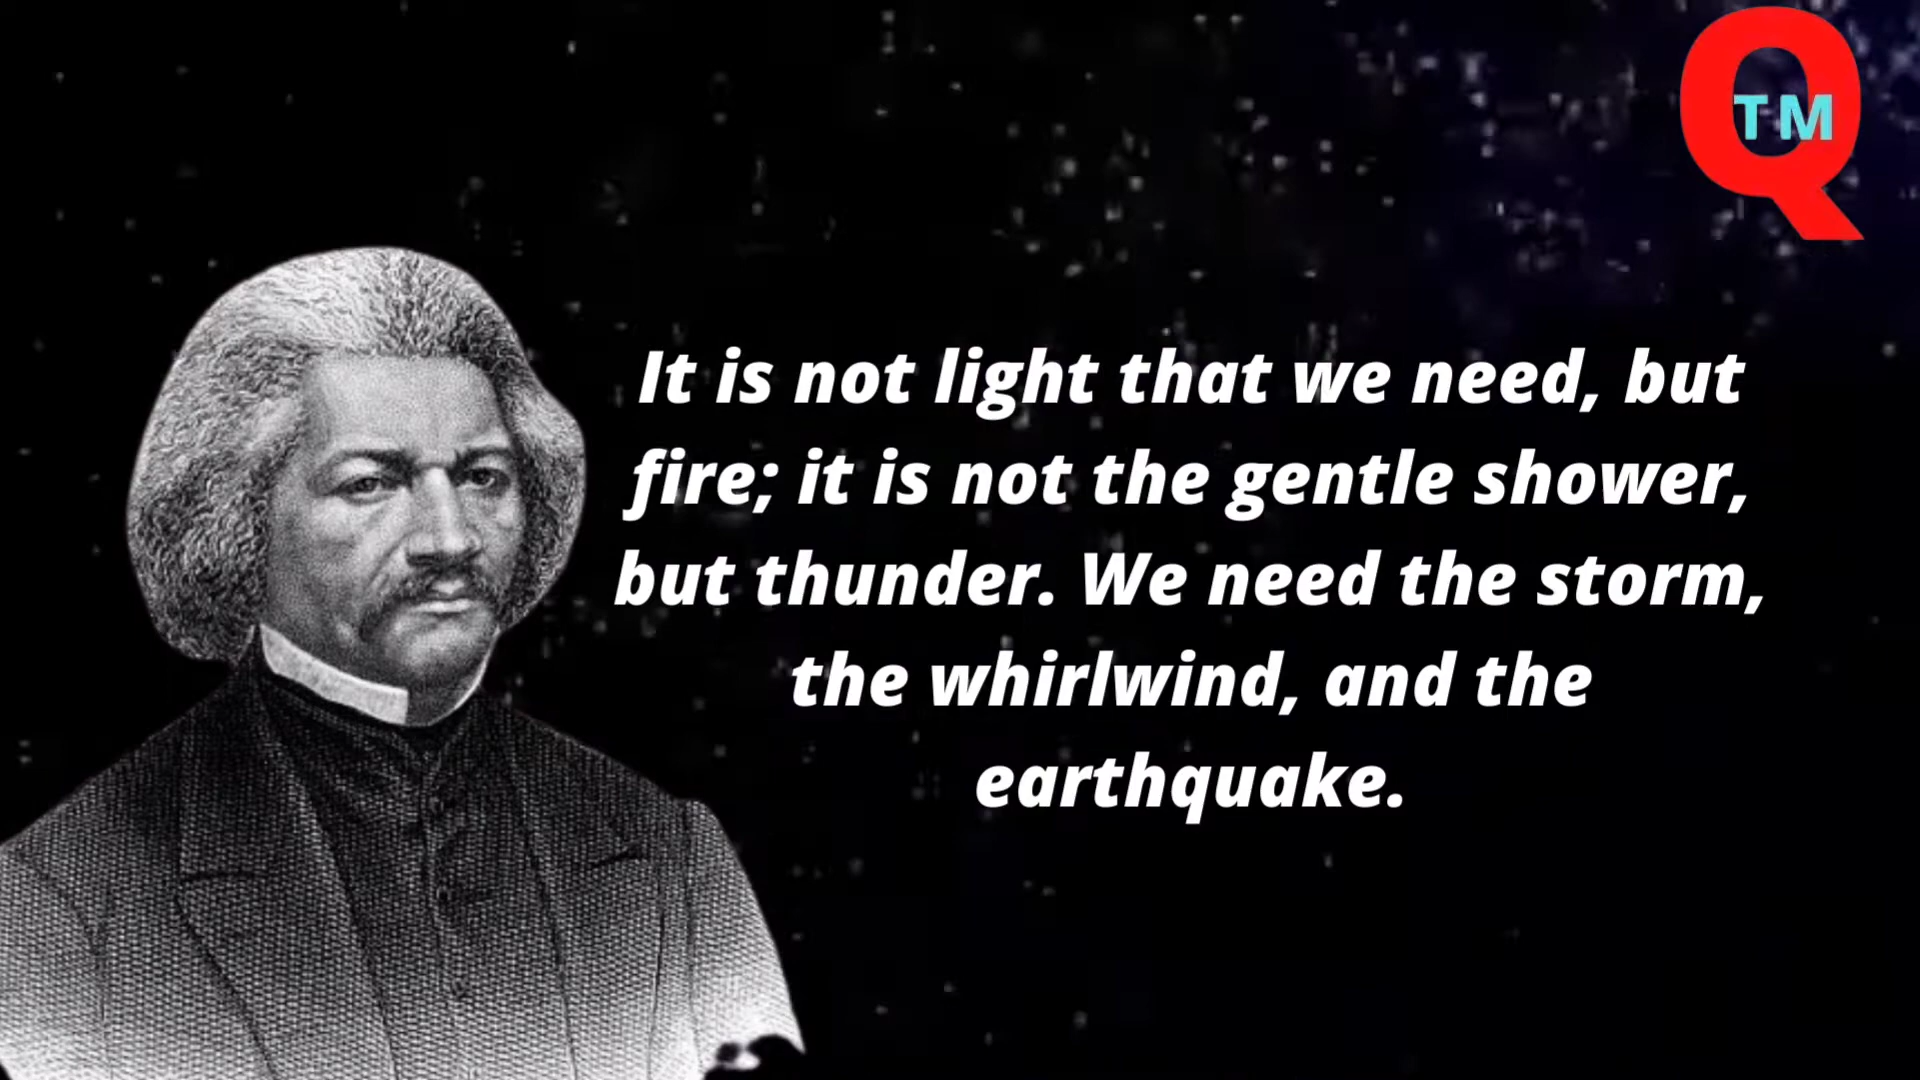 Q
TM
It is not light that we need, but
fire; it is not the gentle shower,
but thunder. We need the storm,
the whirlwind, and the
earthquake.